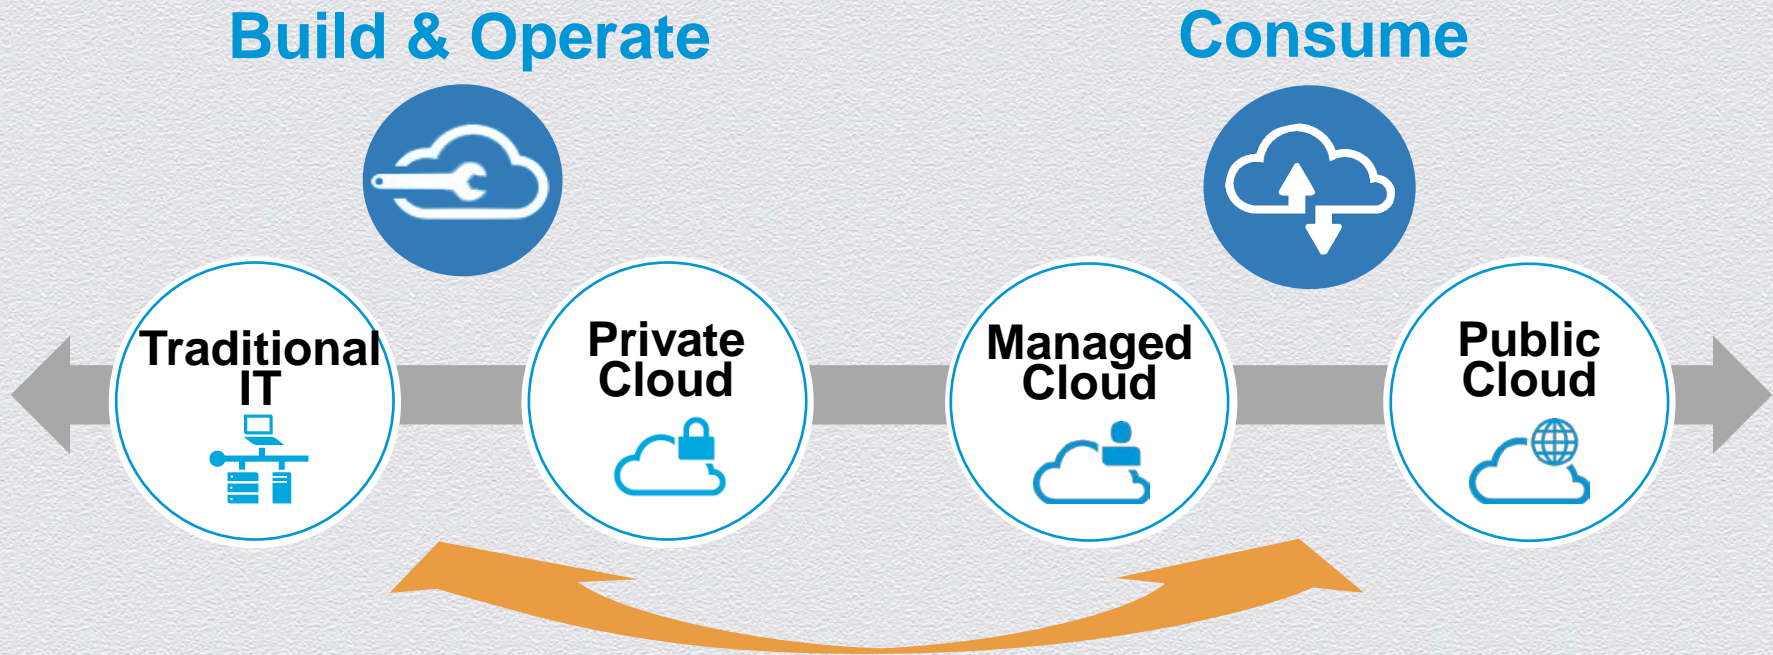 Build & Operate
Consume
Traditional
IT
Private
Cloud
Managed
Cloud
Public
Cloud